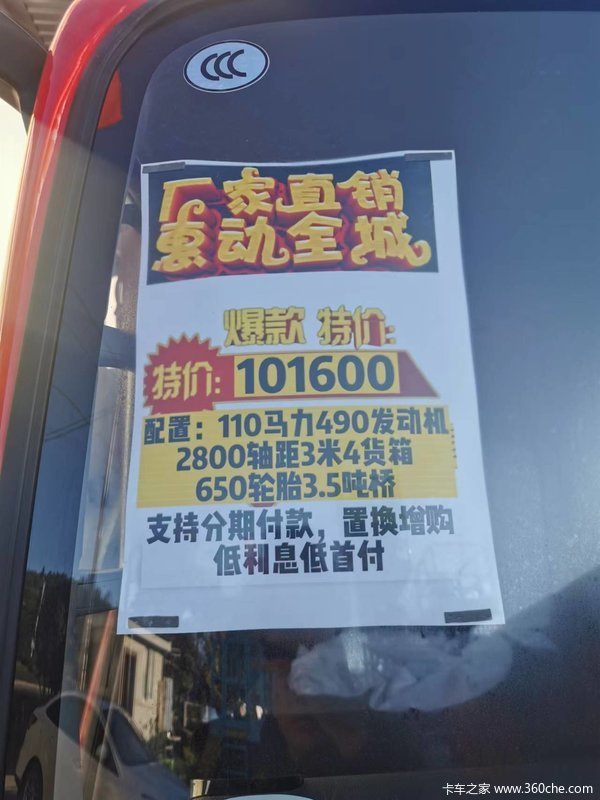 CCC
厂家直销
惠动全城
爆款 特价:
特价: 101600
配置：110马力490发动机
2800轴距3米4货箱
650轮胎3.5吨桥
支持分期付款，置换增购
低利息低首付
卡车之家 www.360che.com